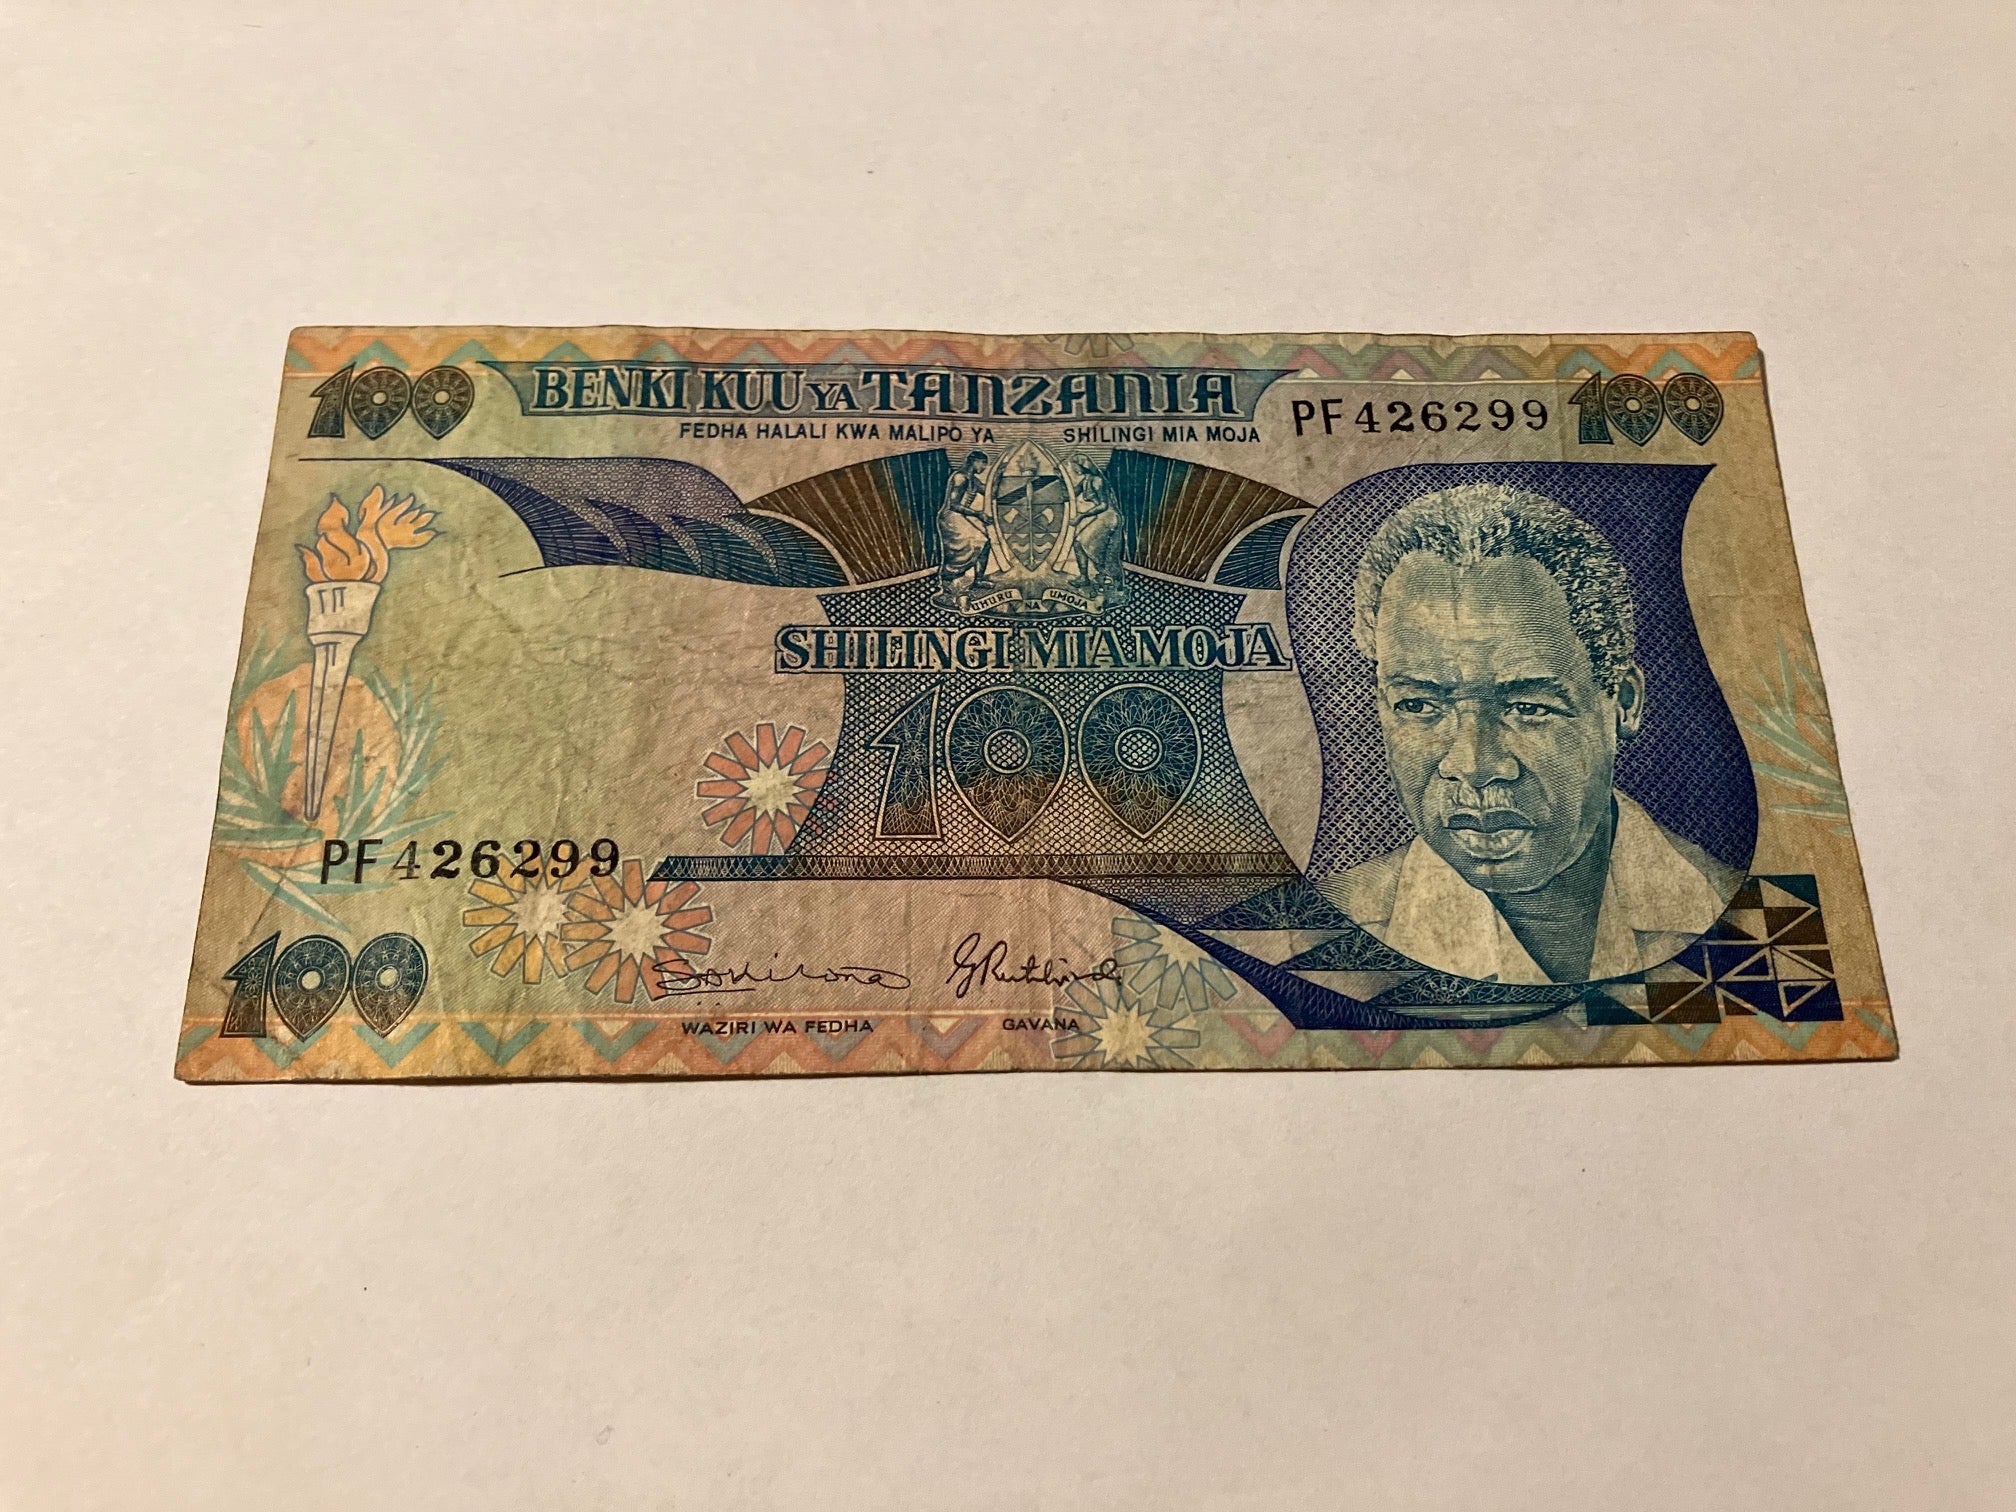 100 BENKI KUU YA TANZANIA PF426299 100
FEDHA HALALI KWA MALIPO YA SHILINGI MIA MOJA
UHURU NA UMOJA
SHILINGI MIA MOJA
100
PF426299
100
WAZIRI WA FEDHA GAVANA